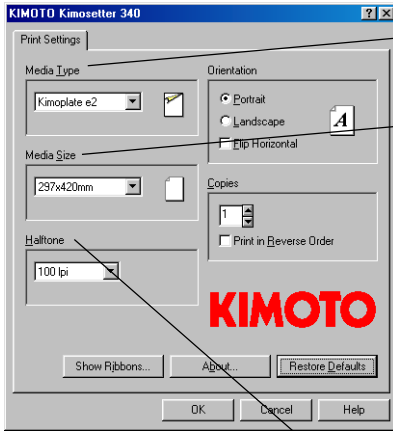 KIMOTO Kimosetter 340
Print Settings
Media Type
Kimoplate e2
Media Size
297x420mm
Halftone
100 lpi
Orientation
Portrait
Landscape
Flip Horizontal
A
Copies
1
Print in Reverse Order
KIMOTO
Show Ribbons...
About...
Restore Defaults
OK
Cancel
Help